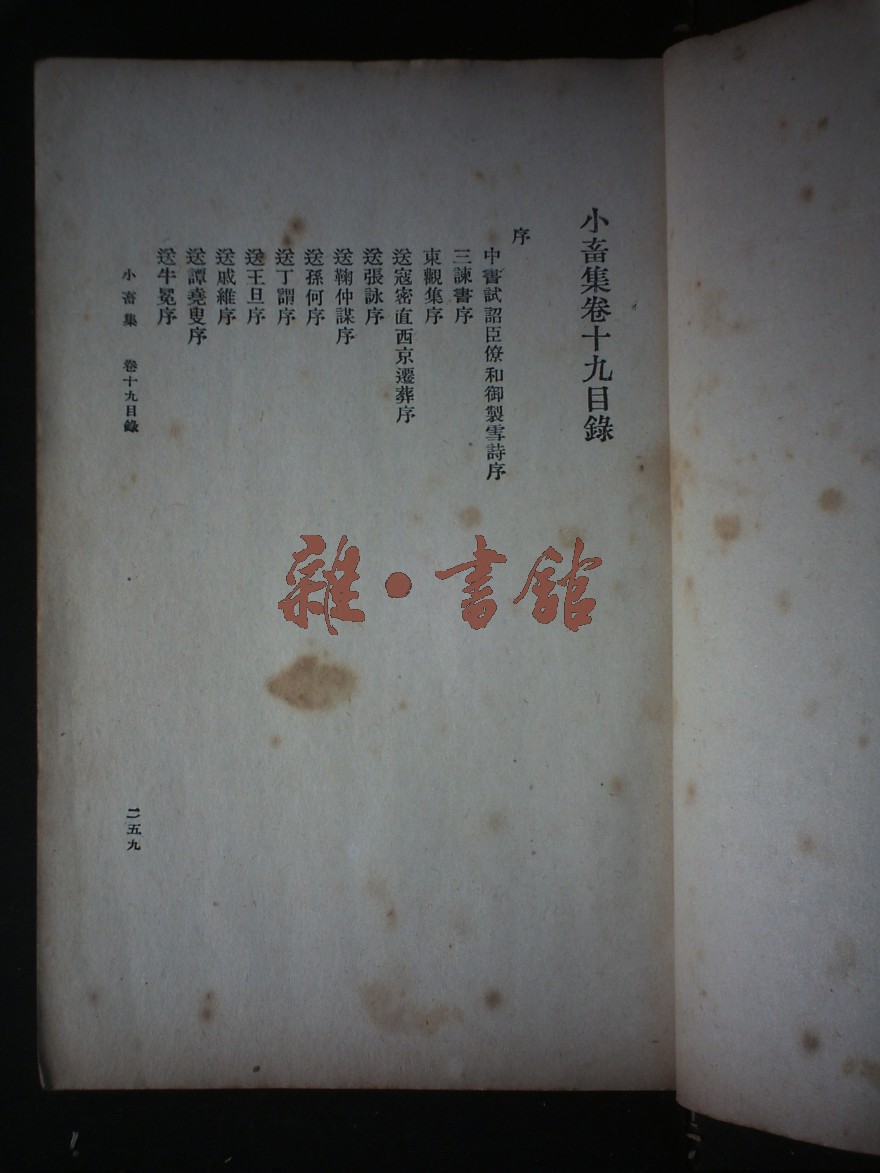 小畜集卷十九目錄
序
中書試詔臣僚和御製雪詩序
三諫書序
東觀集序
送寇密直西京遷葬序
送張詠序
送鞠仲謀序
送孫何序
送丁謂序
送王旦序
送戚維序
送譚堯叟序
送牛冕序
小畜集 卷十九目錄
二五九
雜·書館